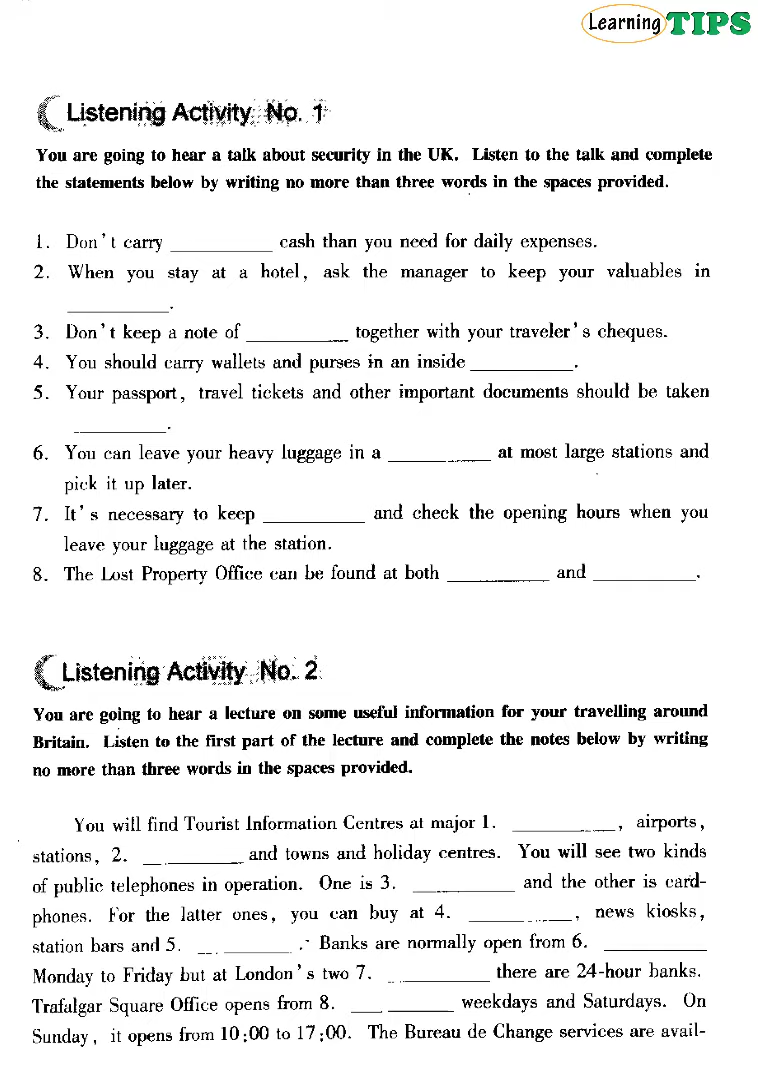 Learning TIPS
Listening Activity No. 1
You are going to hear a talk about security in the UK. Listen to the talk and complete
the statements below by writing no more than three words in the spaces provided.
1. Don't carry __________ cash than you need for daily expenses.
2. When you stay at a hotel, ask the manager to keep your valuables in
__________.
3. Don't keep a note of __________ together with your traveler's cheques.
4. You should carry wallets and purses in an inside __________.
5. Your passport, travel tickets and other important documents should be taken
__________.
6. You can leave your heavy luggage in a __________ at most large stations and
pick it up later.
7. It's necessary to keep __________ and check the opening hours when you
leave your luggage at the station.
8. The Lost Property Office can be found at both __________ and __________.
Listening Activity No. 2
You are going to hear a lecture on some useful information for your travelling around
Britain. Listen to the first part of the lecture and complete the notes below by writing
no more than three words in the spaces provided.
You will find Tourist Information Centres at major 1. __________, airports,
stations, 2. __________ and towns and holiday centres. You will see two kinds
of public telephones in operation. One is 3. __________ and the other is card-
phones. For the latter ones, you can buy at 4. __________, news kiosks,
station bars and 5. __________. Banks are normally open from 6. __________
Monday to Friday but at London's two 7. __________ there are 24-hour banks.
Trafalgar Square Office opens from 8. __________ weekdays and Saturdays. On
Sunday, it opens from 10:00 to 17:00. The Bureau de Change services are avail-